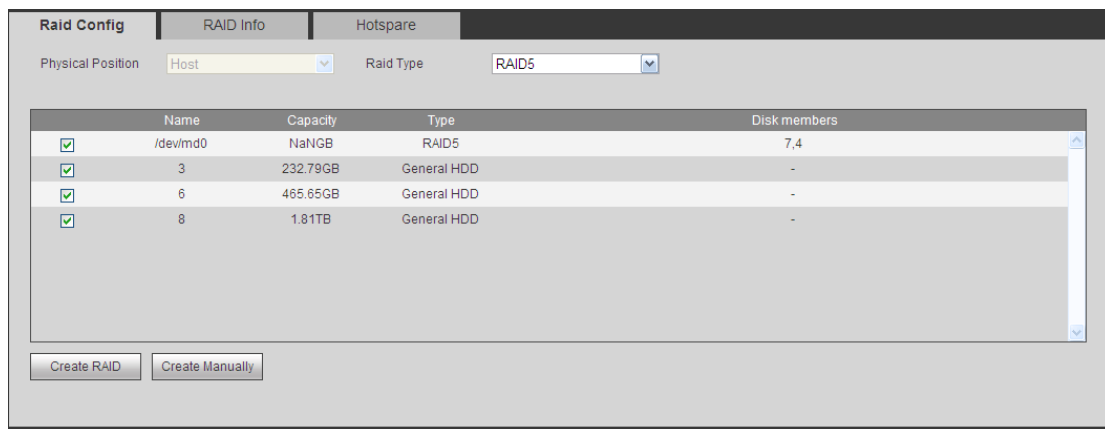 Raid Config RAID Info Hotspare
Physical Position Host Raid Type RAID5
Name Capacity Type Disk members
/dev/md0 NaNGB RAID5 7,4
3 232.79GB General HDD -
6 465.65GB General HDD -
8 1.81TB General HDD -
Create RAID Create Manually